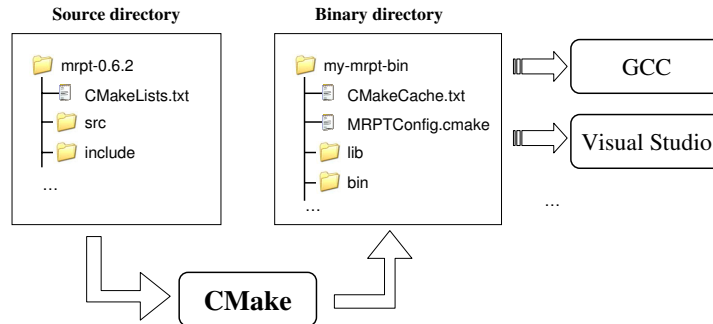 Source directory
Binary directory
mrpt-0.6.2
CMakeLists.txt
src
include
...
my-mrpt-bin
CMakeCache.txt
MRPTConfig.cmake
lib
bin
...
GCC
Visual Studio
...
CMake